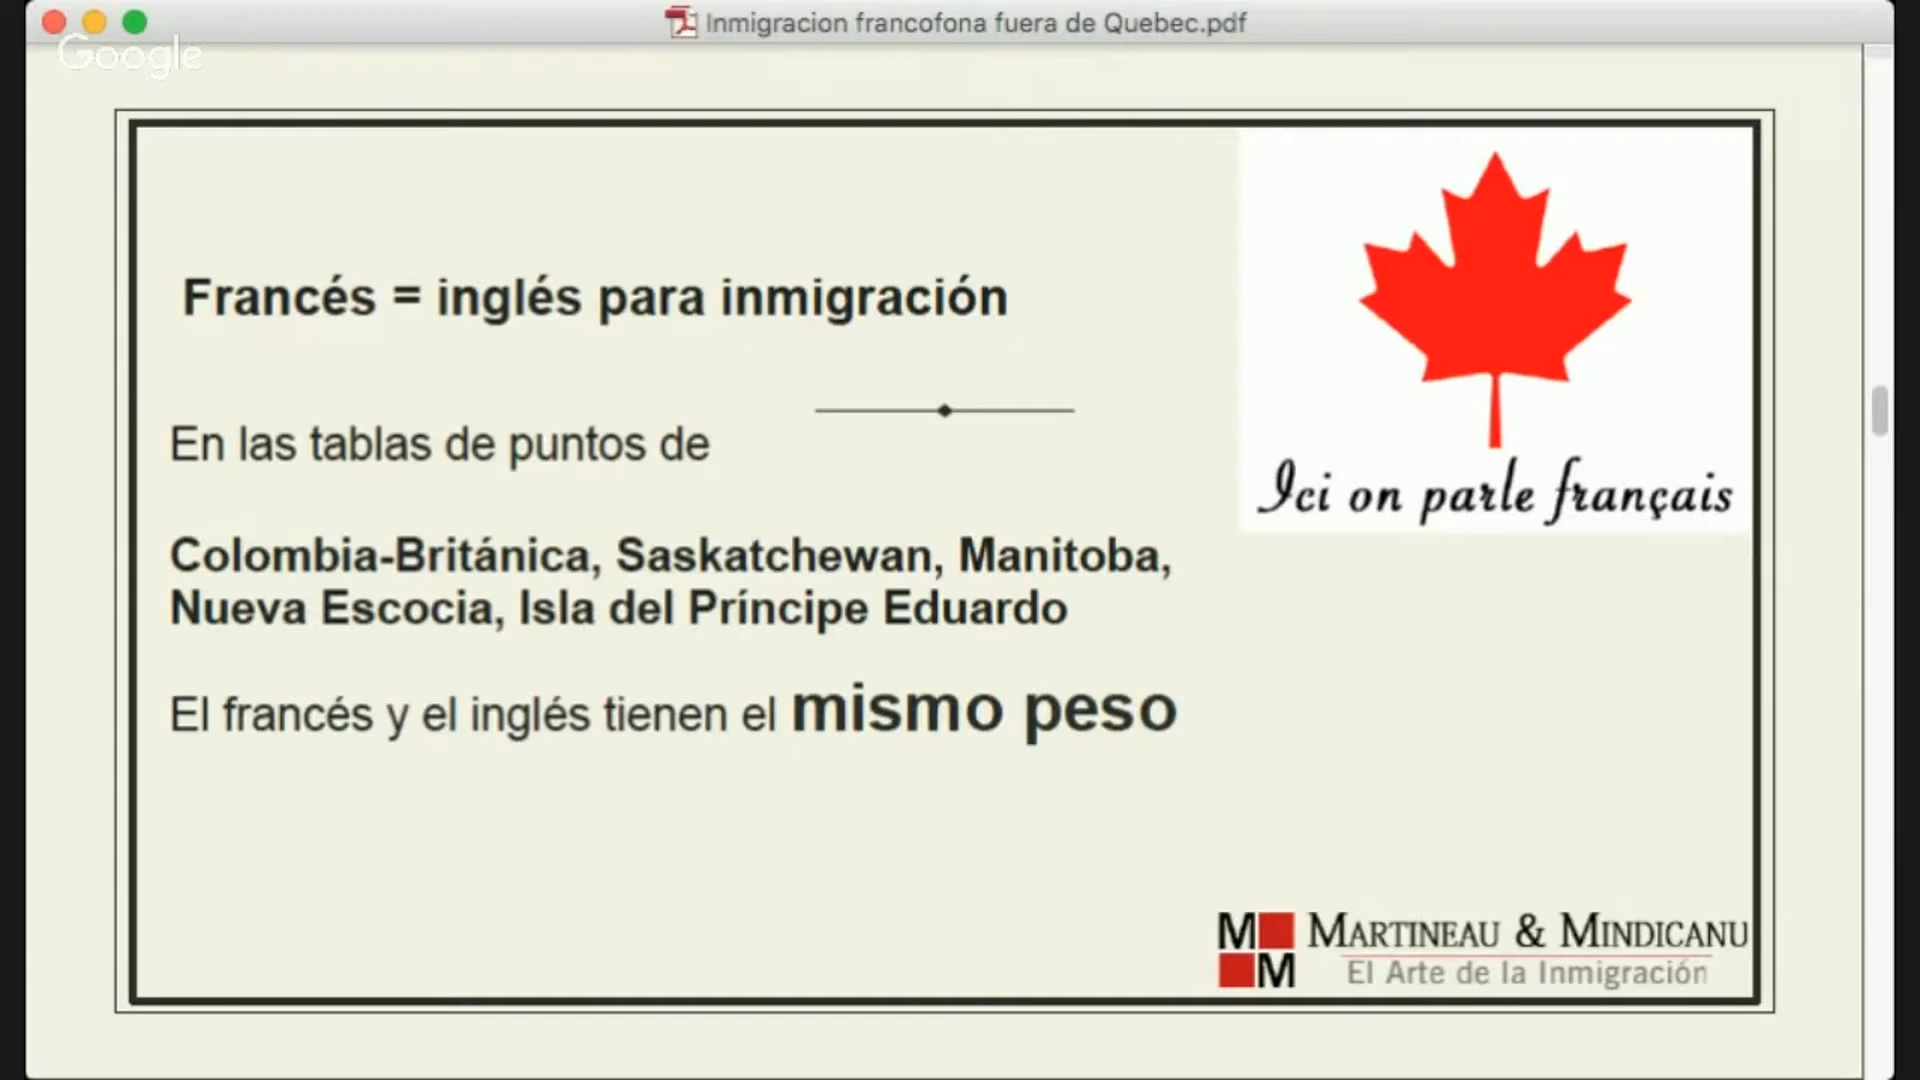 Inmigracion francofona fuera de Quebec.pdf
Google
Francés = inglés para inmigración
En las tablas de puntos de
Ici on parle français
Colombia-Británica, Saskatchewan, Manitoba,
Nueva Escocia, Isla del Príncipe Eduardo
El francés y el inglés tienen el mismo peso
M MARTINEAU & MINDICANU
M El Arte de la Inmigración